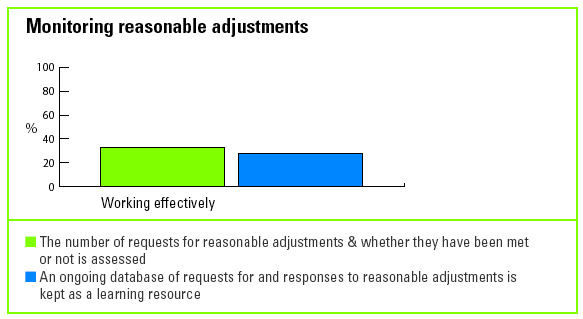 Monitoring reasonable adjustments
100
80
60
%
40
20
0
Working effectively
The number of requests for reasonable adjustments & whether they have been met
or not is assessed
An ongoing database of requests for and responses to reasonable adjustments is
kept as a learning resource